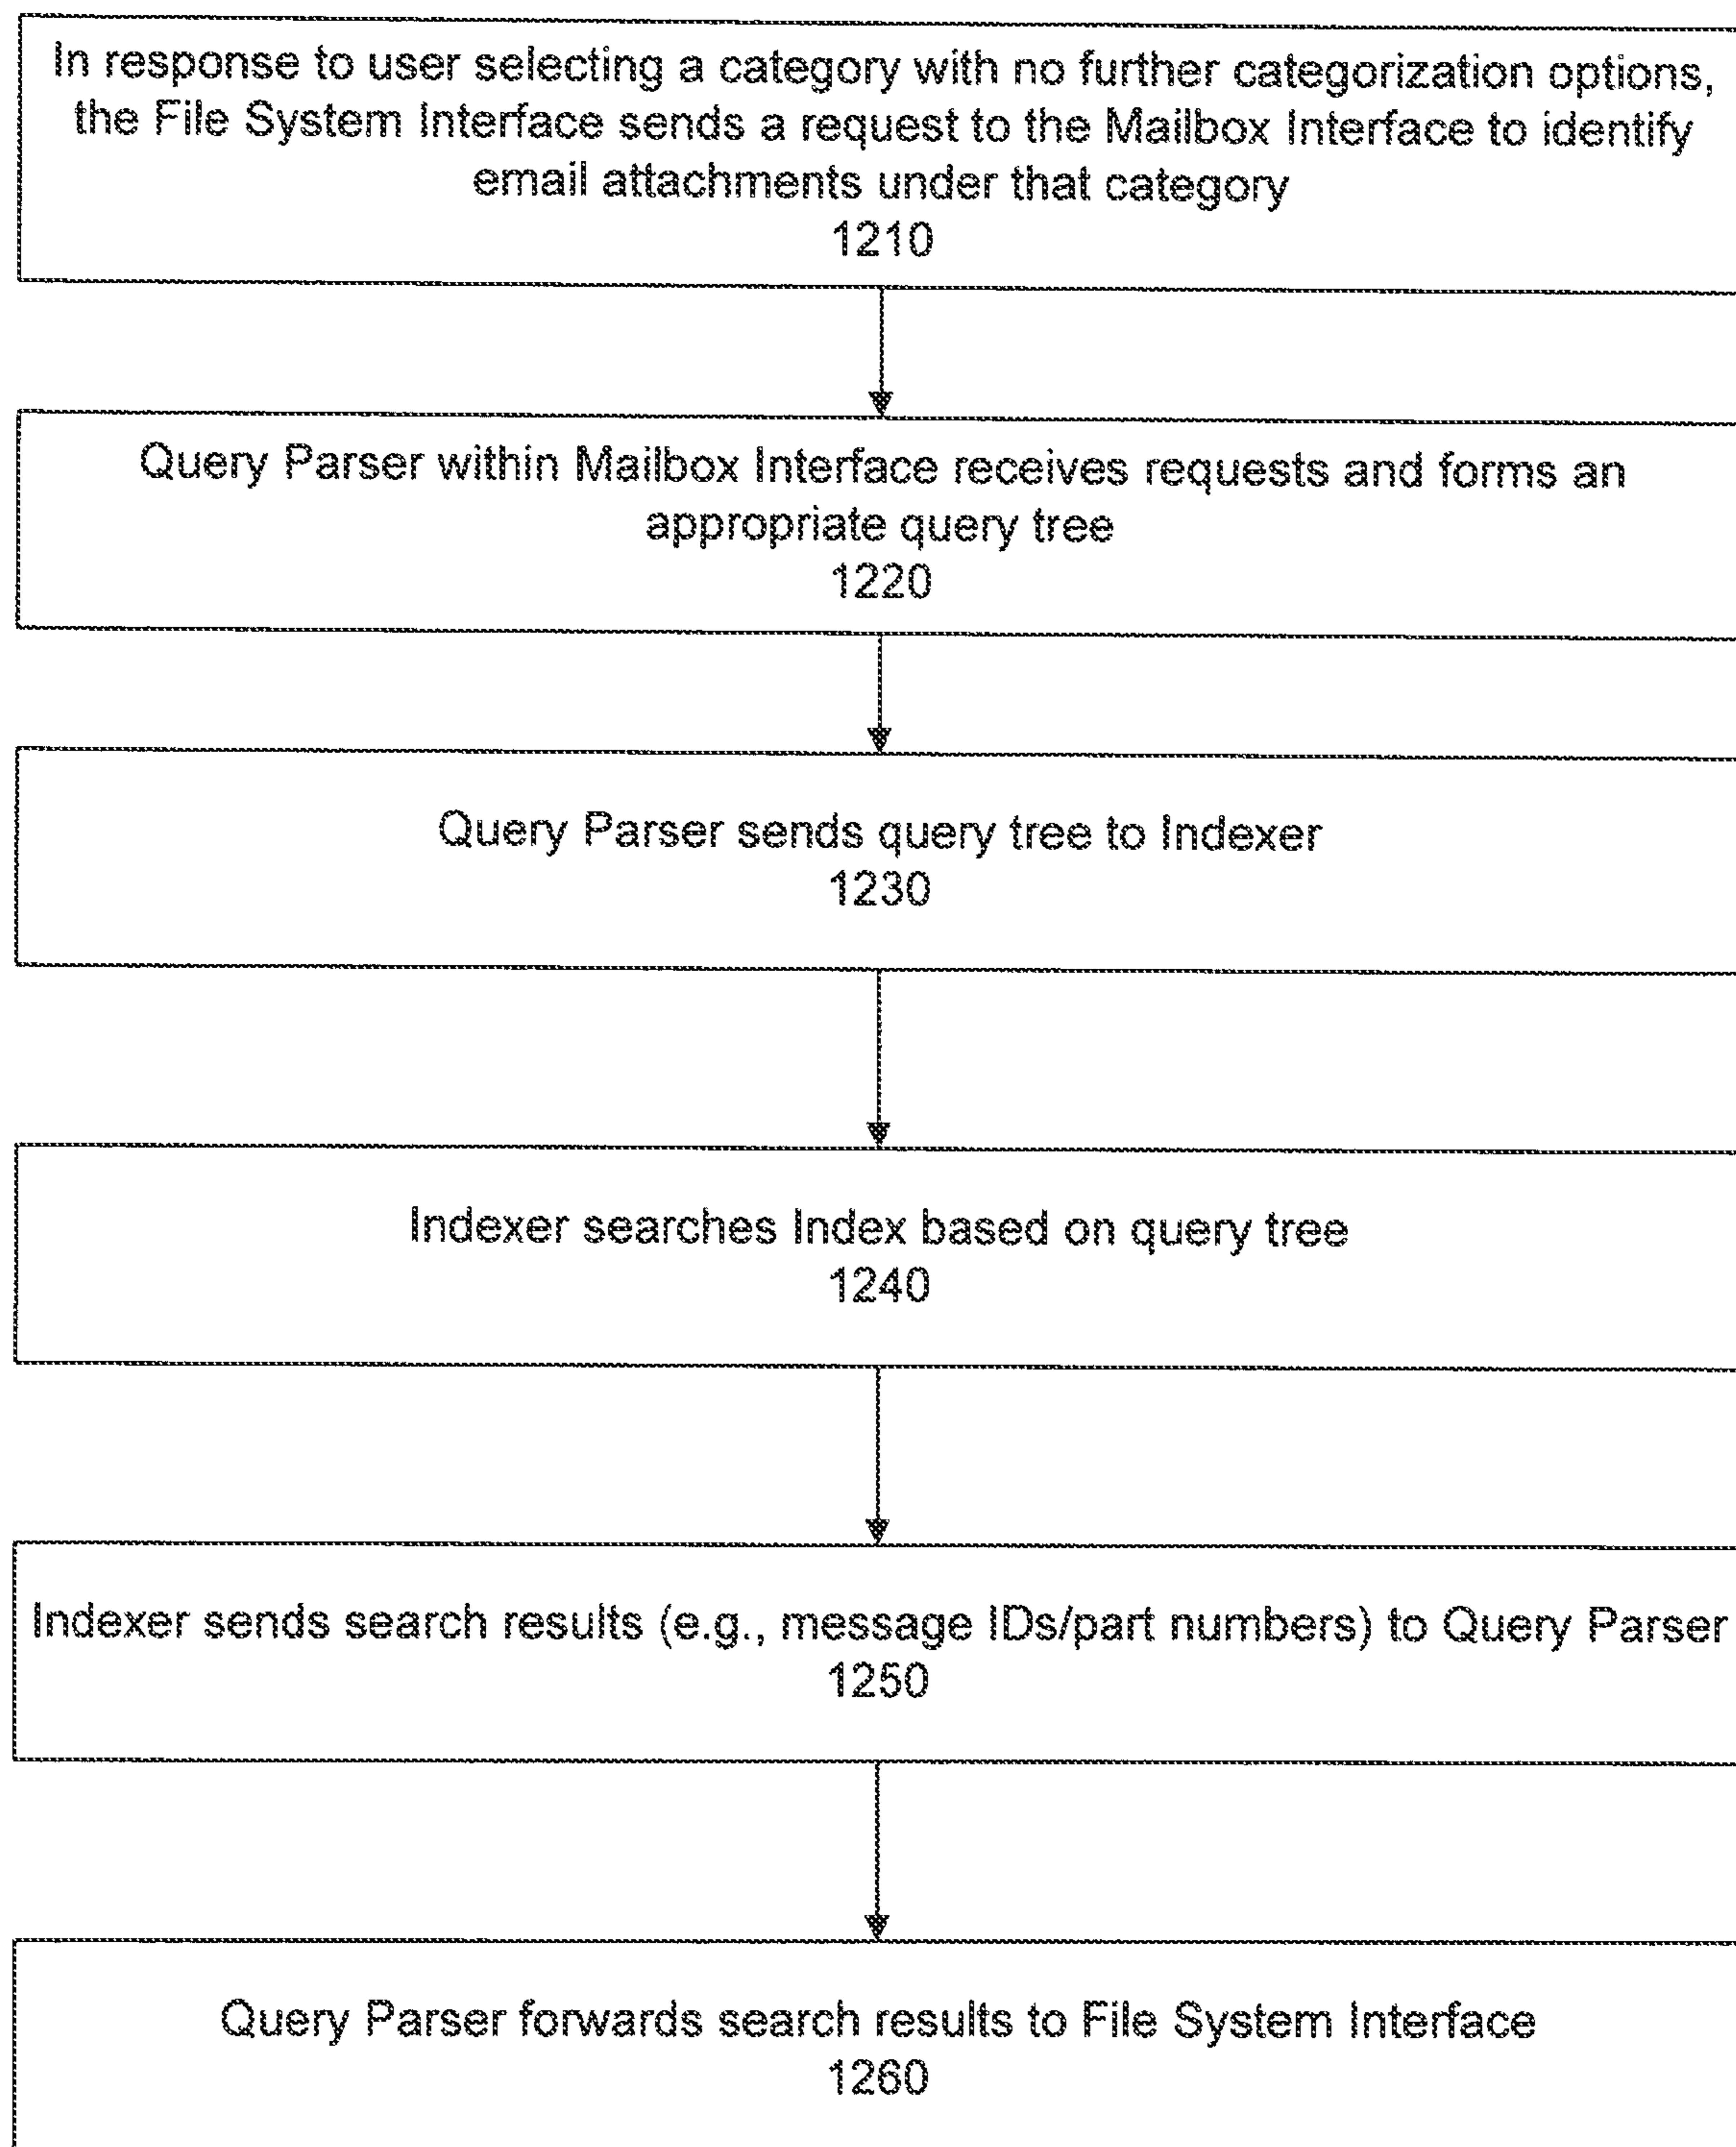 In response to user selecting a category with no further categorization options,
the File System Interface sends a request to the Mailbox Interface to identify
email attachments under that category
1210
Query Parser within Mailbox Interface receives requests and forms an
appropriate query tree
1220
Query Parser sends query tree to Indexer
1230
Indexer searches Index based on query tree
1240
Indexer sends search results (e.g., message IDs/part numbers) to Query Parser
1250
Query Parser forwards search results to File System Interface
1260